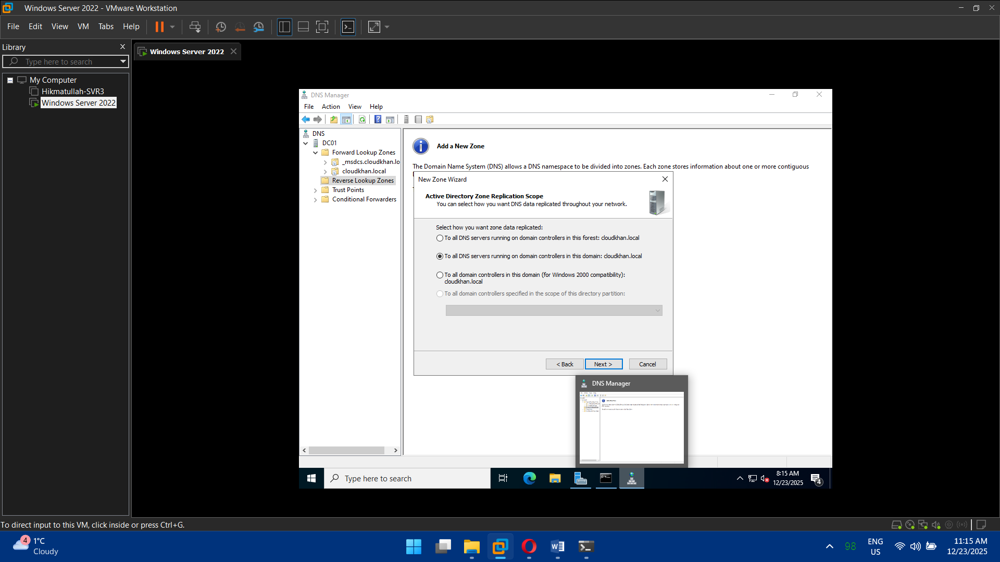 Windows Server 2022 - VMware Workstation
File Edit View VM Tabs Help
Library
Type here to search
My Computer
Hikmatullah-SVR3
Windows Server 2022
Windows Server 2022
DNS Manager
File Action View Help
DNS
DC01
Forward Lookup Zones
_msdcs.cloudkhan.lo
cloudkhan.local
Reverse Lookup Zones
Trust Points
Conditional Forwarders
Add a New Zone
The Domain Name System (DNS) allows a DNS namespace to be divided into zones. Each zone stores information about one or more contiguous
New Zone Wizard
Active Directory Zone Replication Scope
You can select how you want DNS data replicated throughout your network.
Select how you want zone data replicated:
To all DNS servers running on domain controllers in this forest: cloudkhan.local
To all DNS servers running on domain controllers in this domain: cloudkhan.local
To all domain controllers in this domain (for Windows 2000 compatibility):
cloudkhan.local
To all domain controllers specified in the scope of this directory partition:
< Back Next > Cancel
DNS Manager
Type here to search
8:15 AM
12/23/2025
4
To direct input to this VM, click inside or press Ctrl+G.
4
1°C
Cloudy
98
ENG
US
11:15 AM
12/23/2025